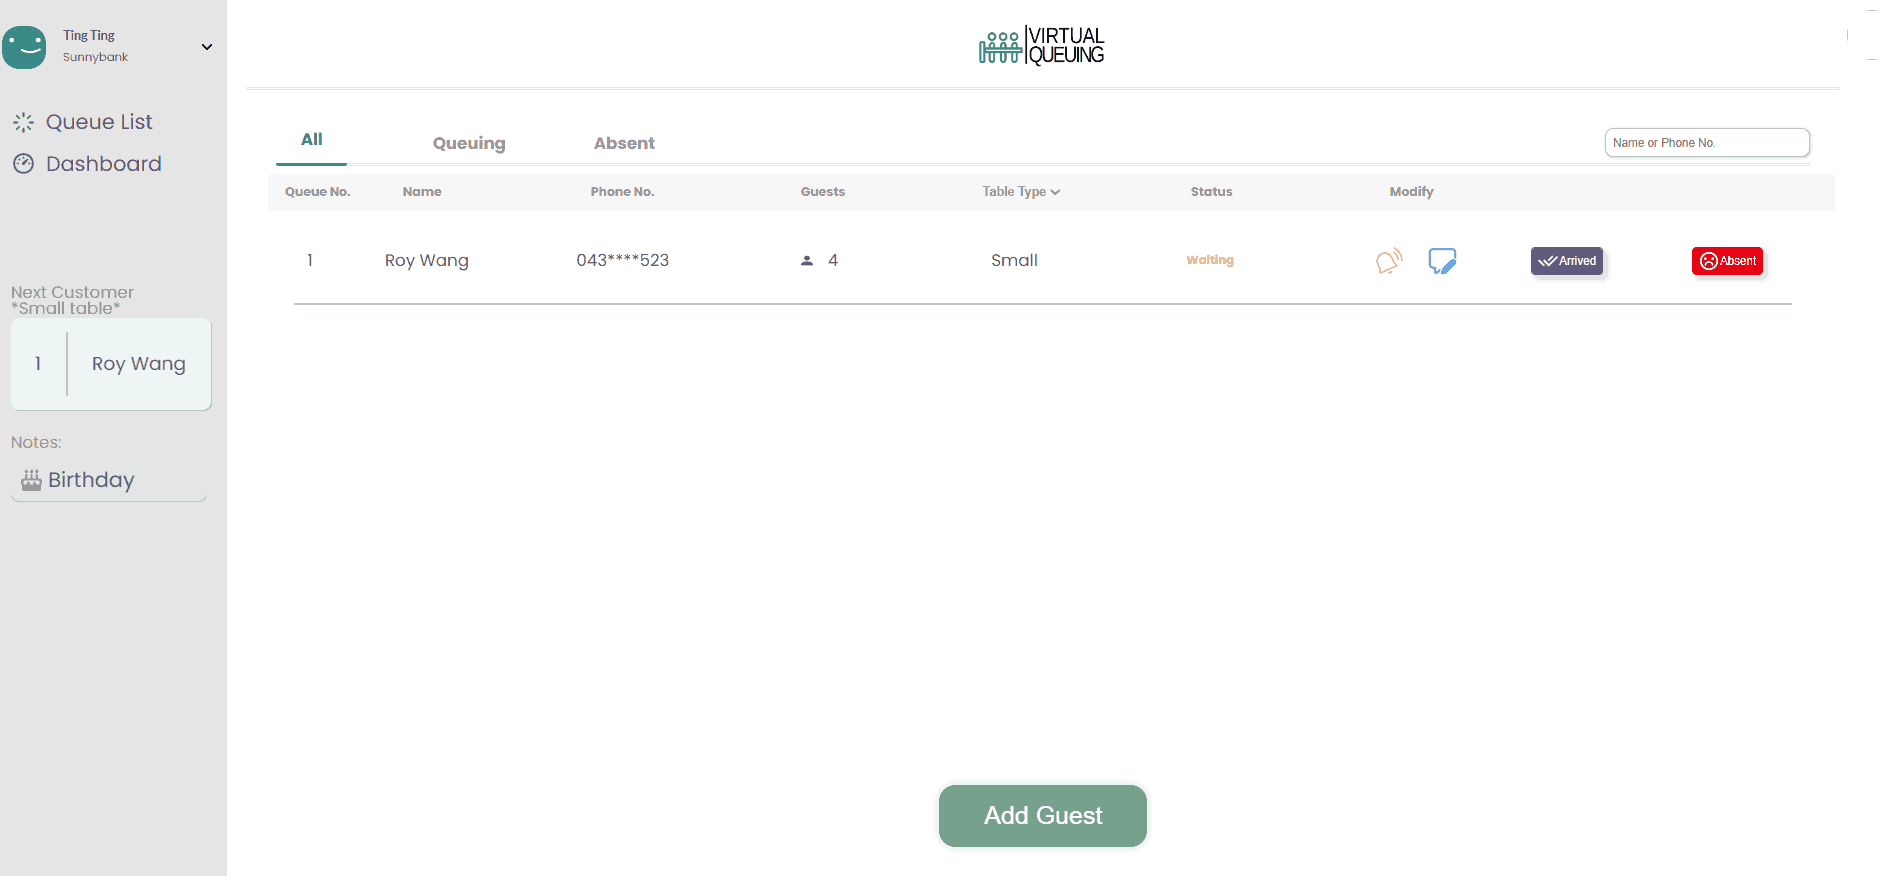 Ting Ting
Sunnybank
Queue List
Dashboard
Next Customer
*Small table*
1 Roy Wang
Notes:
Birthday
VIRTUAL
QUEUING
All Queuing Absent Name or Phone No.
Queue No. Name Phone No. Guests Table Type Status Modify
1 Roy Wang 043****523 4 Small Waiting Arrived Absent
Add Guest